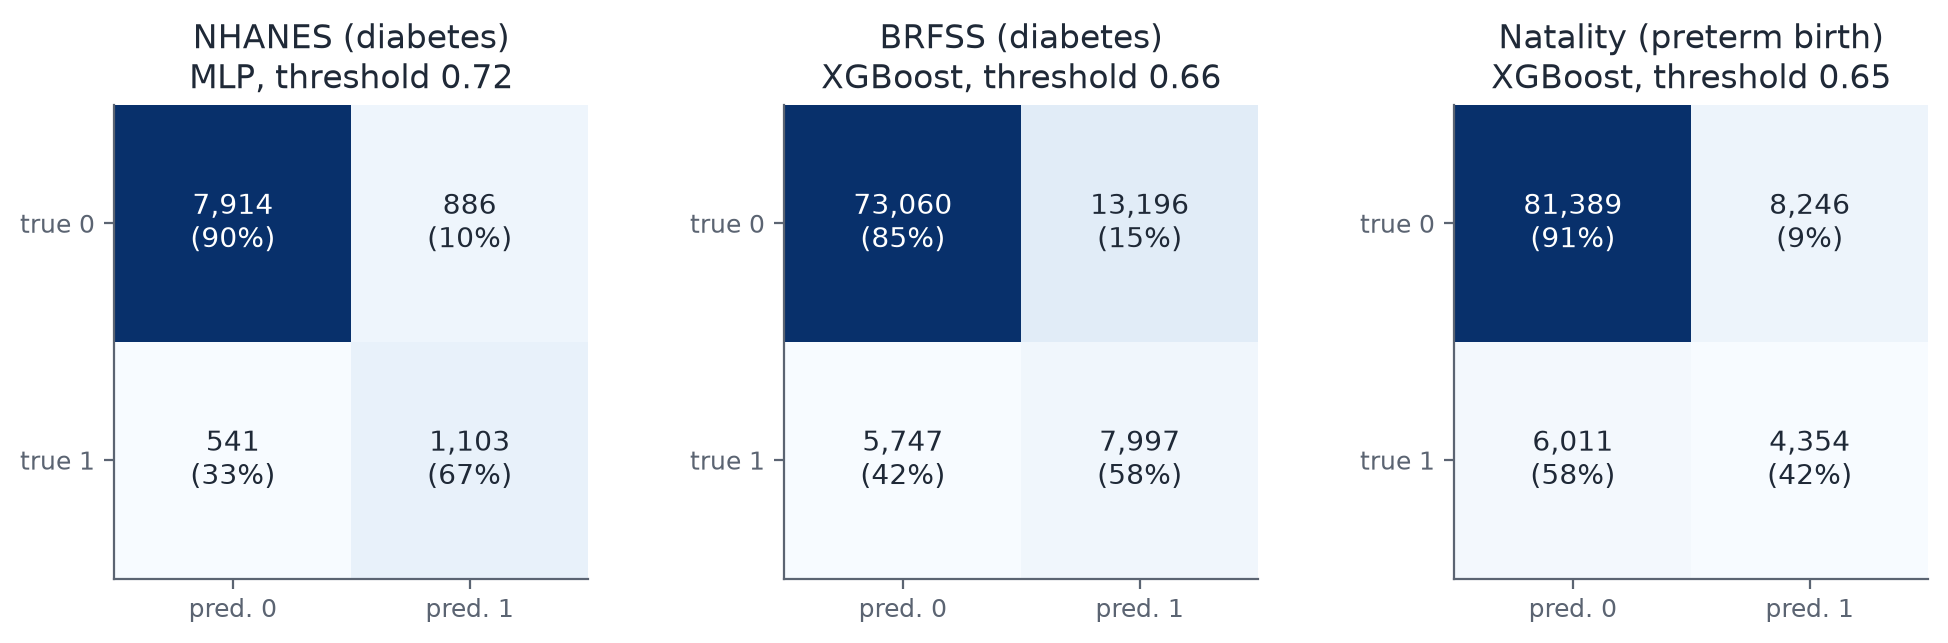 NHANES (diabetes)
MLP, threshold 0.72
true 0
7,914
(90%)
886
(10%)
true 1
541
(33%)
1,103
(67%)
pred. 0
pred. 1
BRFSS (diabetes)
XGBoost, threshold 0.66
true 0
73,060
(85%)
13,196
(15%)
true 1
5,747
(42%)
7,997
(58%)
pred. 0
pred. 1
Natality (preterm birth)
XGBoost, threshold 0.65
true 0
81,389
(91%)
8,246
(9%)
true 1
6,011
(58%)
4,354
(42%)
pred. 0
pred. 1